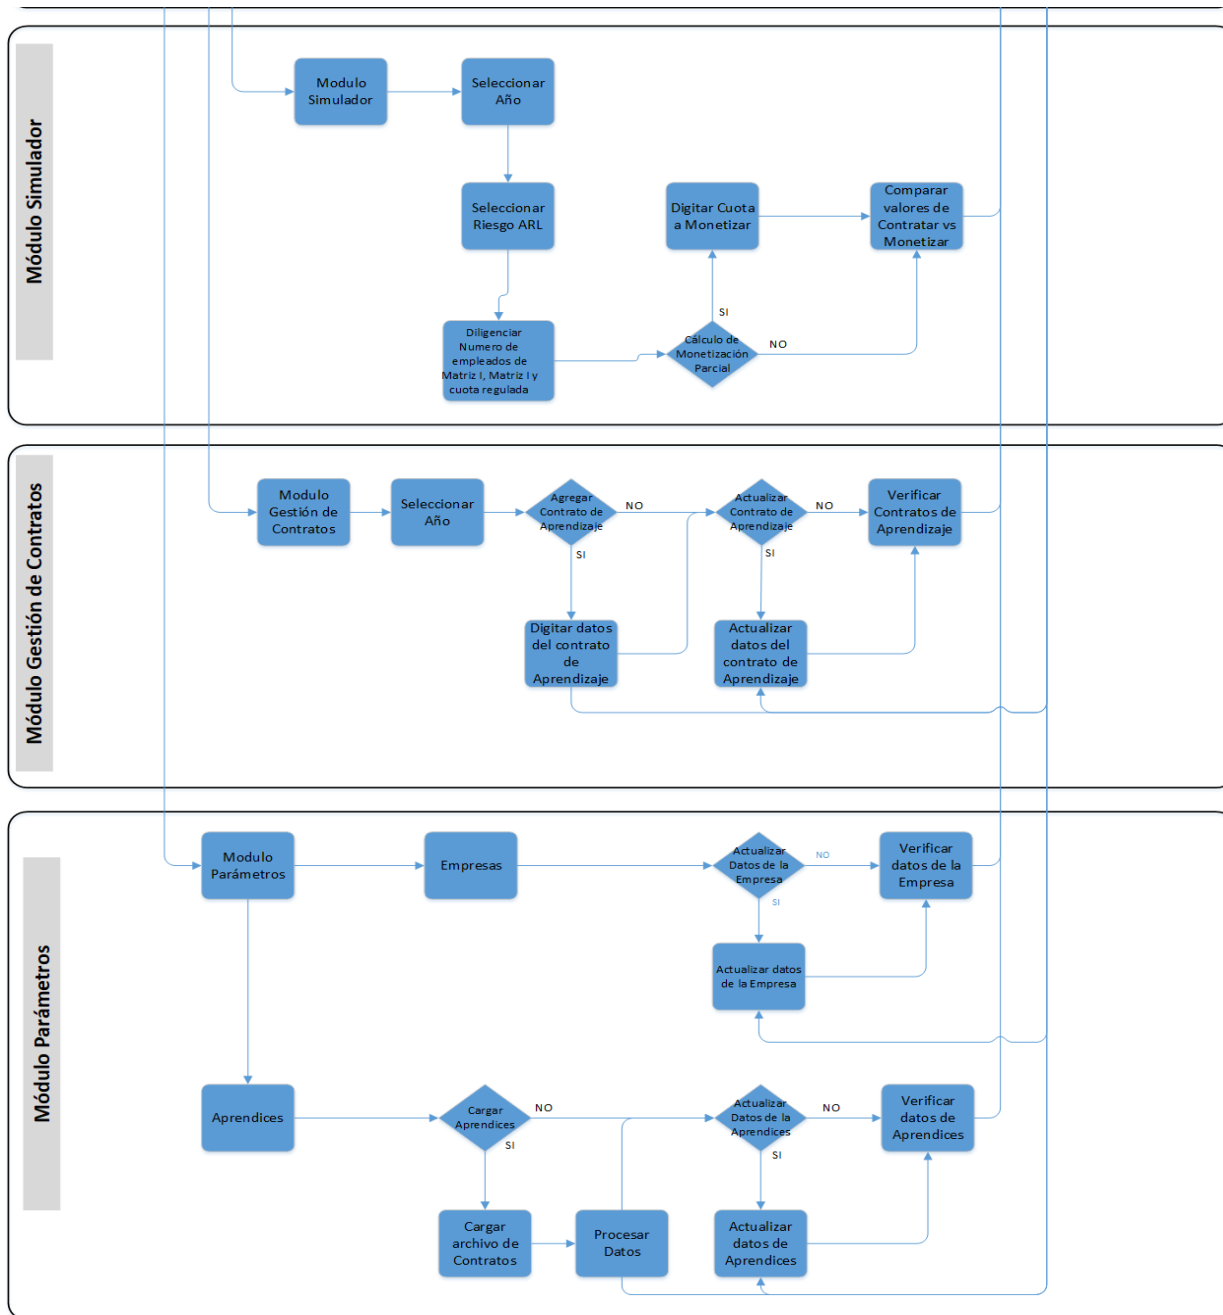 Módulo Simulador
Modulo
Simulador
Seleccionar
Año
Seleccionar
Riesgo ARL
Digitar Cuota
a Monetizar
Comparar
valores de
Contratar vs
Monetizar
SI
Diligenciar
Numero de
empleados de
Matriz I, Matriz I y
cuota regulada
Cálculo de
Monetización
Parcial
NO
Módulo Gestión de Contratos
Modulo
Gestión de
Contratos
Seleccionar
Año
Agregar
Contrato de
Aprendizaje
NO
SI
Actualizar
Contrato de
Aprendizaje
NO
SI
Verificar
Contratos de
Aprendizaje
Digitar datos
del contrato
de
Aprendizaje
Actualizar
datos del
contrato de
Aprendizaje
Módulo Parámetros
Modulo
Parámetros
Empresas
Actualizar
Datos de la
Empresa
NO
SI
Verificar
datos de la
Empresa
Actualizar datos
de la Empresa
Aprendices
Cargar
Aprendices
NO
SI
Actualizar
Datos de la
Aprendices
NO
SI
Verificar
datos de
Aprendices
Cargar
archivo de
Contratos
Procesar
Datos
Actualizar
datos de
Aprendices